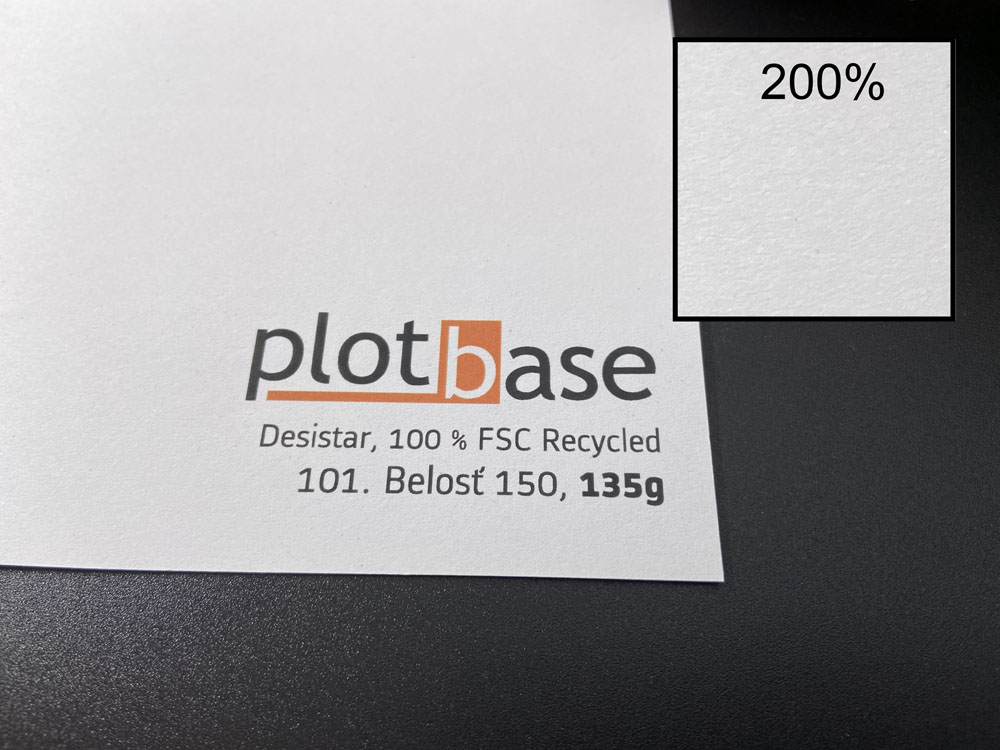 200%
plotbase
Desistar, 100 % FSC Recycled
101. Belosť 150, 135g